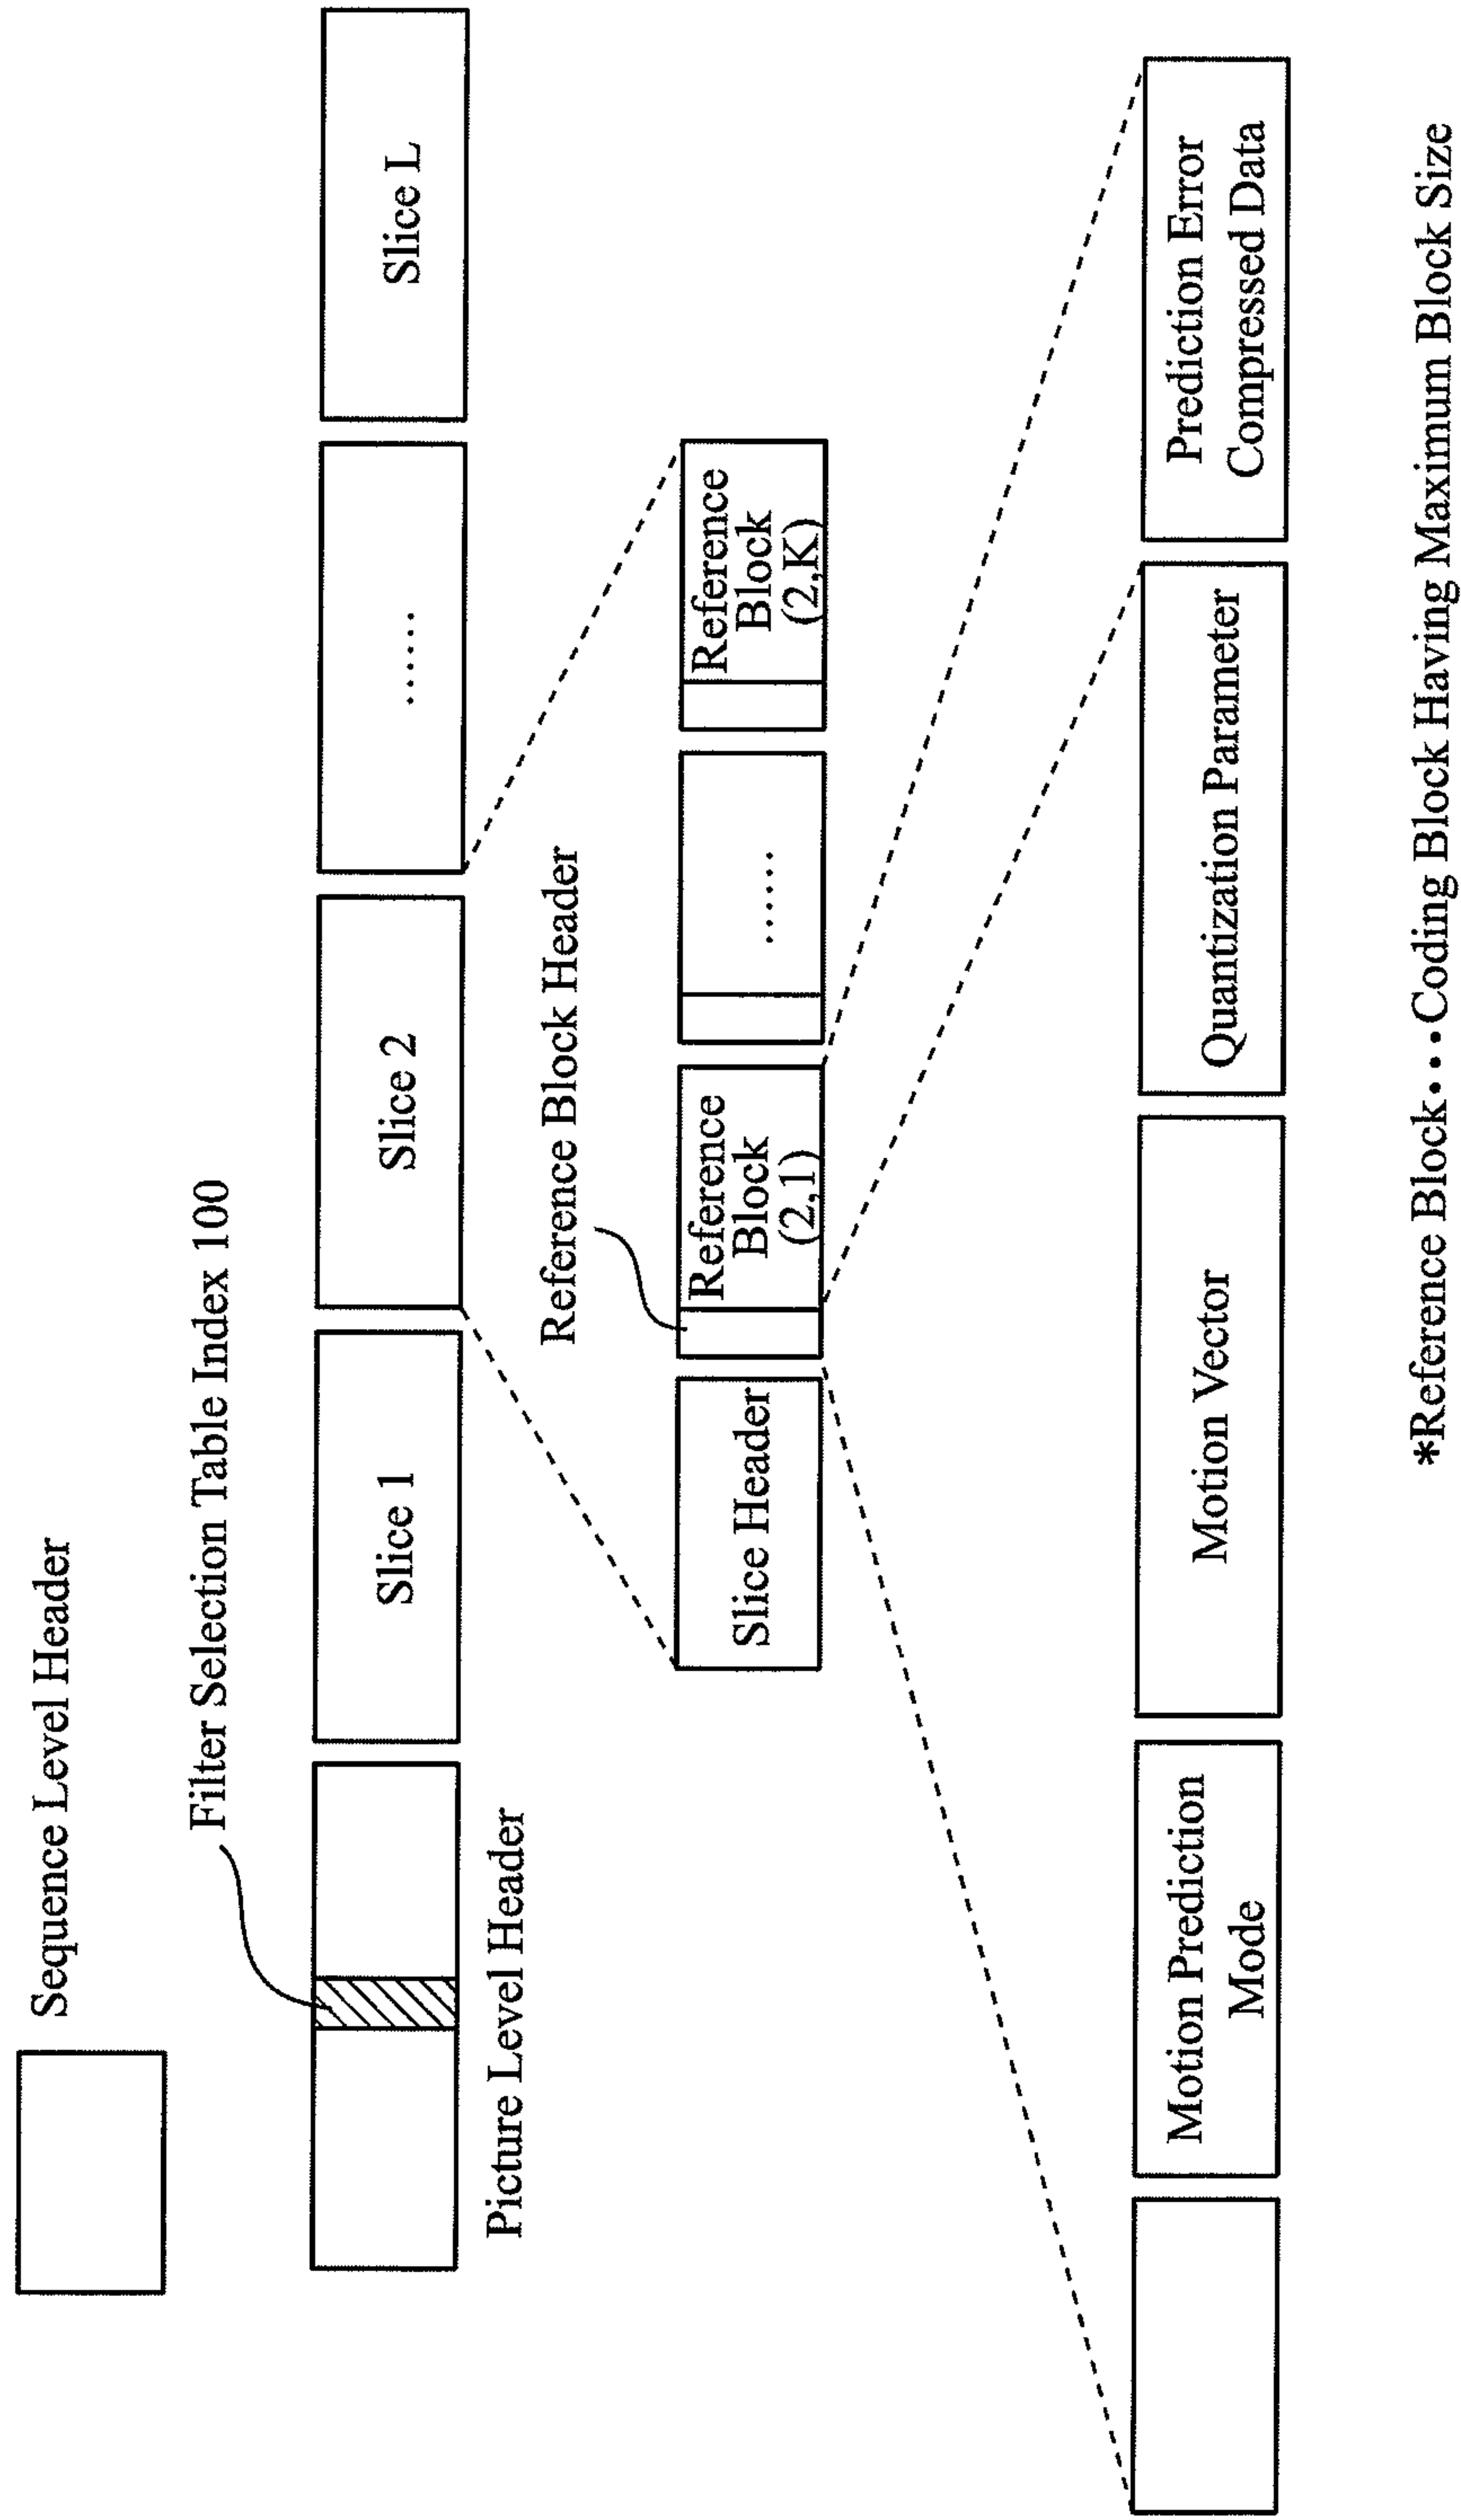 Sequence Level Header
Filter Selection Table Index 100
Slice 1
Slice 2
......
Slice L
Picture Level Header
Reference Block Header
Slice Header
Reference
Block
(2,1)
......
Reference
Block
(2,K)
Motion Prediction
Mode
Motion Vector
Quantization Parameter
Prediction Error
Compressed Data
*Reference Block•••Coding Block Having Maximum Block Size